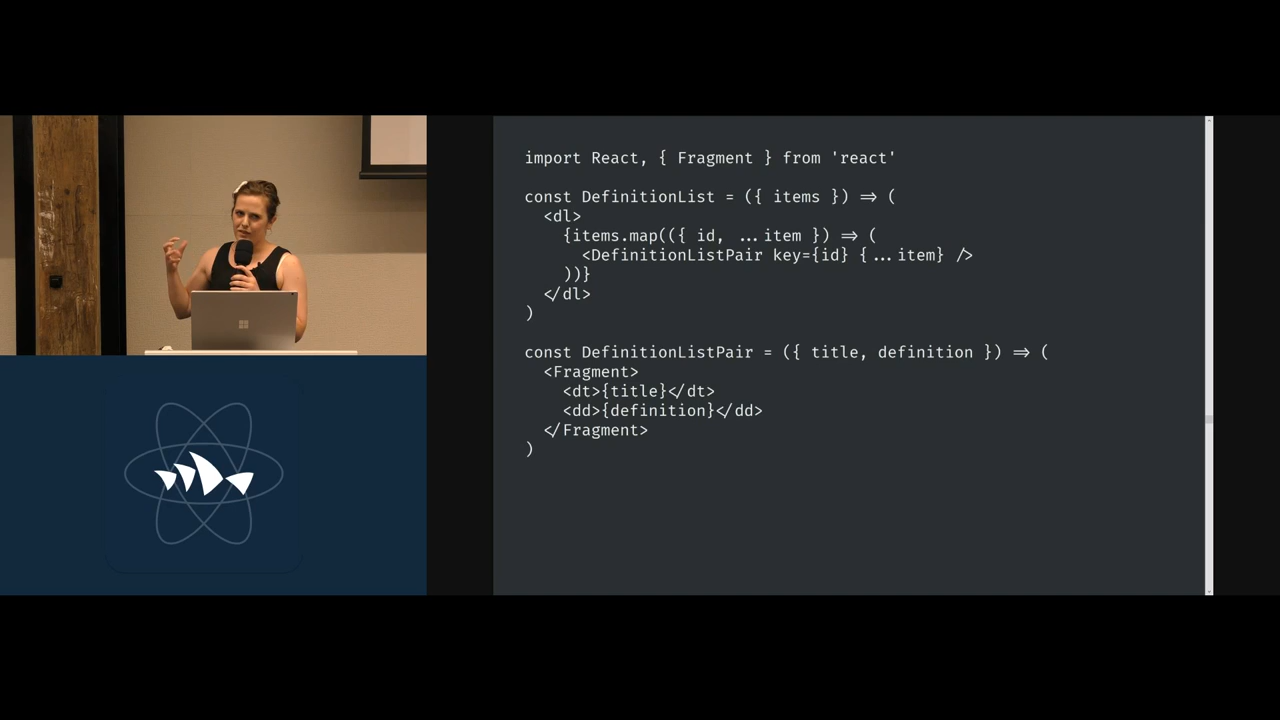 import React, { Fragment } from 'react'
const DefinitionList = ({ items }) => (
<dl>
{items.map(({ id, ...item }) => (
<DefinitionListPair key={id} {...item} />
))}
</dl>
)
const DefinitionListPair = ({ title, definition }) => (
<Fragment>
<dt>{title}</dt>
<dd>{definition}</dd>
</Fragment>
)